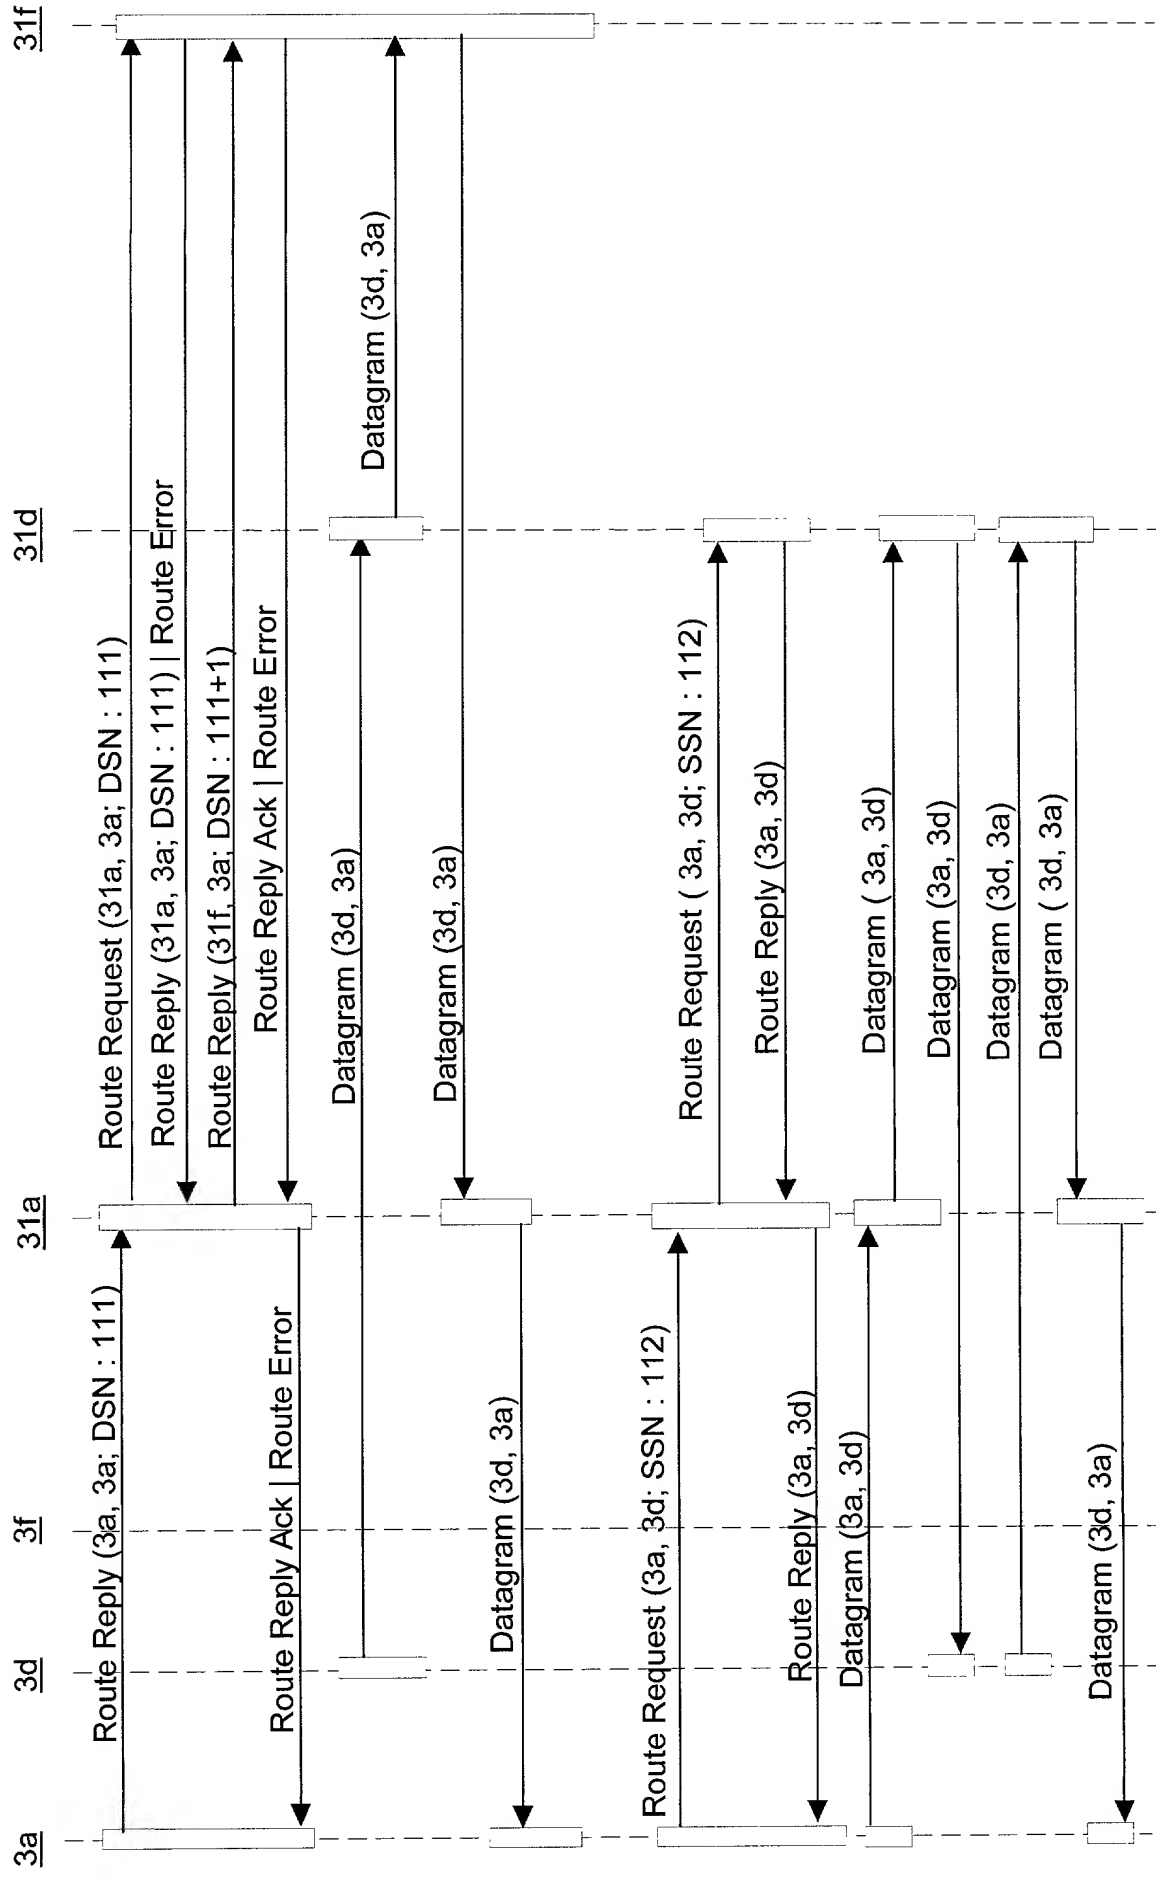 3a
3d
3f
31a
31d
31f
Route Reply (3a, 3a; DSN : 111)
Route Request (31a, 3a; DSN : 111)
Route Reply (31a, 3a; DSN : 111) | Route Error
Route Reply (31f, 3a; DSN : 111+1)
Route Reply Ack | Route Error
Route Reply Ack | Route Error
Datagram (3d, 3a)
Datagram (3d, 3a)
Datagram (3d, 3a)
Datagram (3d, 3a)
Route Request (3a, 3d; SSN : 112)
Route Request ( 3a, 3d; SSN : 112)
Route Reply (3a, 3d)
Route Reply (3a, 3d)
Datagram (3a, 3d)
Datagram ( 3a, 3d)
Datagram (3a, 3d)
Datagram (3d, 3a)
Datagram ( 3d, 3a)
Datagram (3d, 3a)